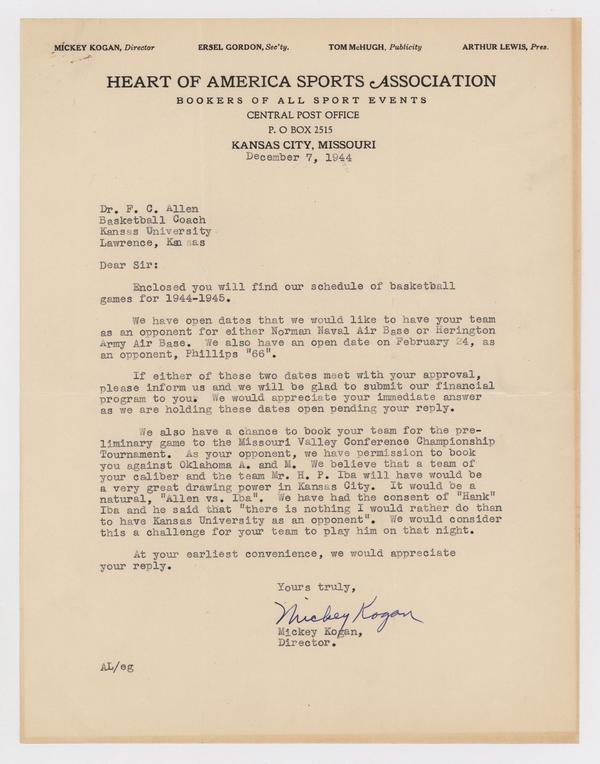 MICKEY KOGAN, Director ERSEL GORDON, Sec'ty. TOM McHUGH, Publicity ARTHUR LEWIS, Pres.
HEART OF AMERICA SPORTS ASSOCIATION
BOOKERS OF ALL SPORT EVENTS
CENTRAL POST OFFICE
P. O BOX 2515
KANSAS CITY, MISSOURI
December 7, 1944
Dr. F. C. Allen
Basketball Coach
Kansas University
Lawrence, Kansas
Dear Sir:
Enclosed you will find our schedule of basketball
games for 1944-1945.
We have open dates that we would like to have your team
as an opponent for either Norman Naval Air Base or Herington
Army Air Base. We also have an open date on February 24, as
an opponent, Phillips "66".
If either of these two dates meet with your approval,
please inform us and we will be glad to submit our financial
program to you. We would appreciate your immediate answer
as we are holding these dates open pending your reply.
We also have a chance to book your team for the pre-
liminary game to the Missouri Valley Conference Championship
Tournament. As your opponent, we have permission to book
you against Oklahoma A. and M. We believe that a team of
your caliber and the team Mr. H. P. Iba will have would be
a very great drawing power in Kansas City. It would be a
natural, "Allen vs. Iba". We have had the consent of "Hank"
Iba and he said that "there is nothing I would rather do than
to have Kansas University as an opponent". We would consider
this a challenge for your team to play him on that night.
At your earliest convenience, we would appreciate
your reply.
Yours truly,
Mickey Kogan
Mickey Kogan,
Director.
AL/eg